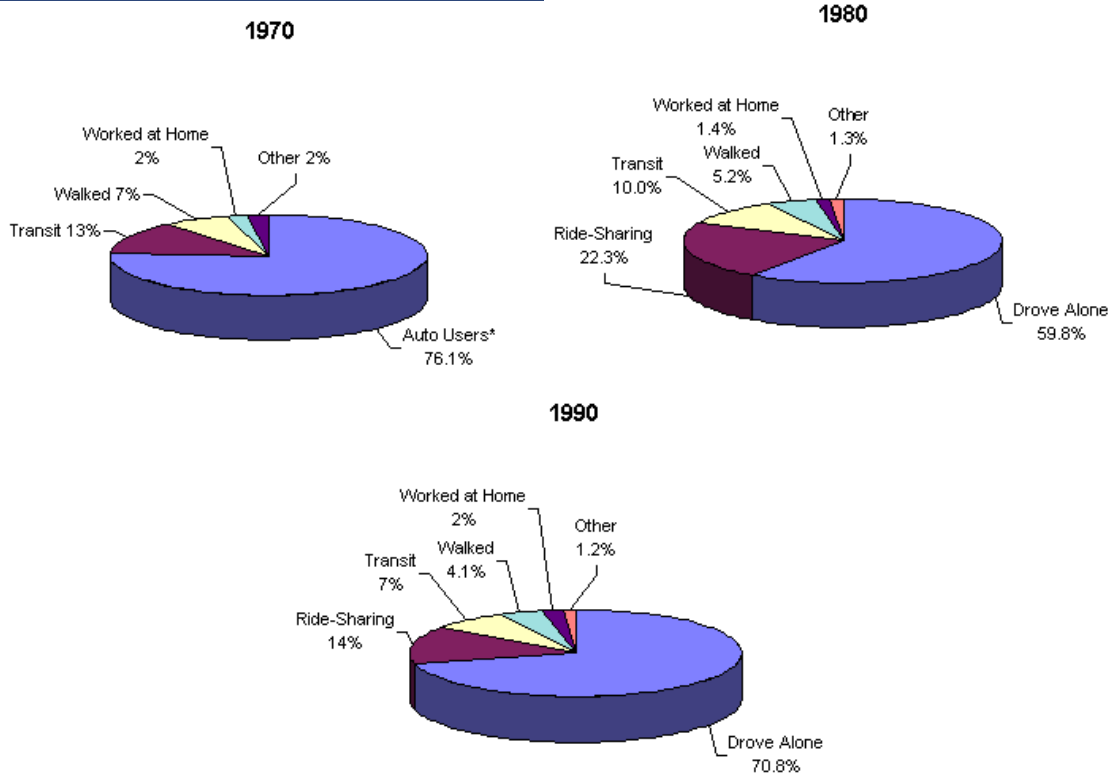 1970
Worked at Home
2%
Other 2%
Walked 7%
Transit 13%
Auto Users*
76.1%
1980
Worked at Home
1.4%
Other
1.3%
Walked
5.2%
Transit
10.0%
Ride-Sharing
22.3%
Drove Alone
59.8%
1990
Worked at Home
2%
Other
1.2%
Walked
4.1%
Transit
7%
Ride-Sharing
14%
Drove Alone
70.8%